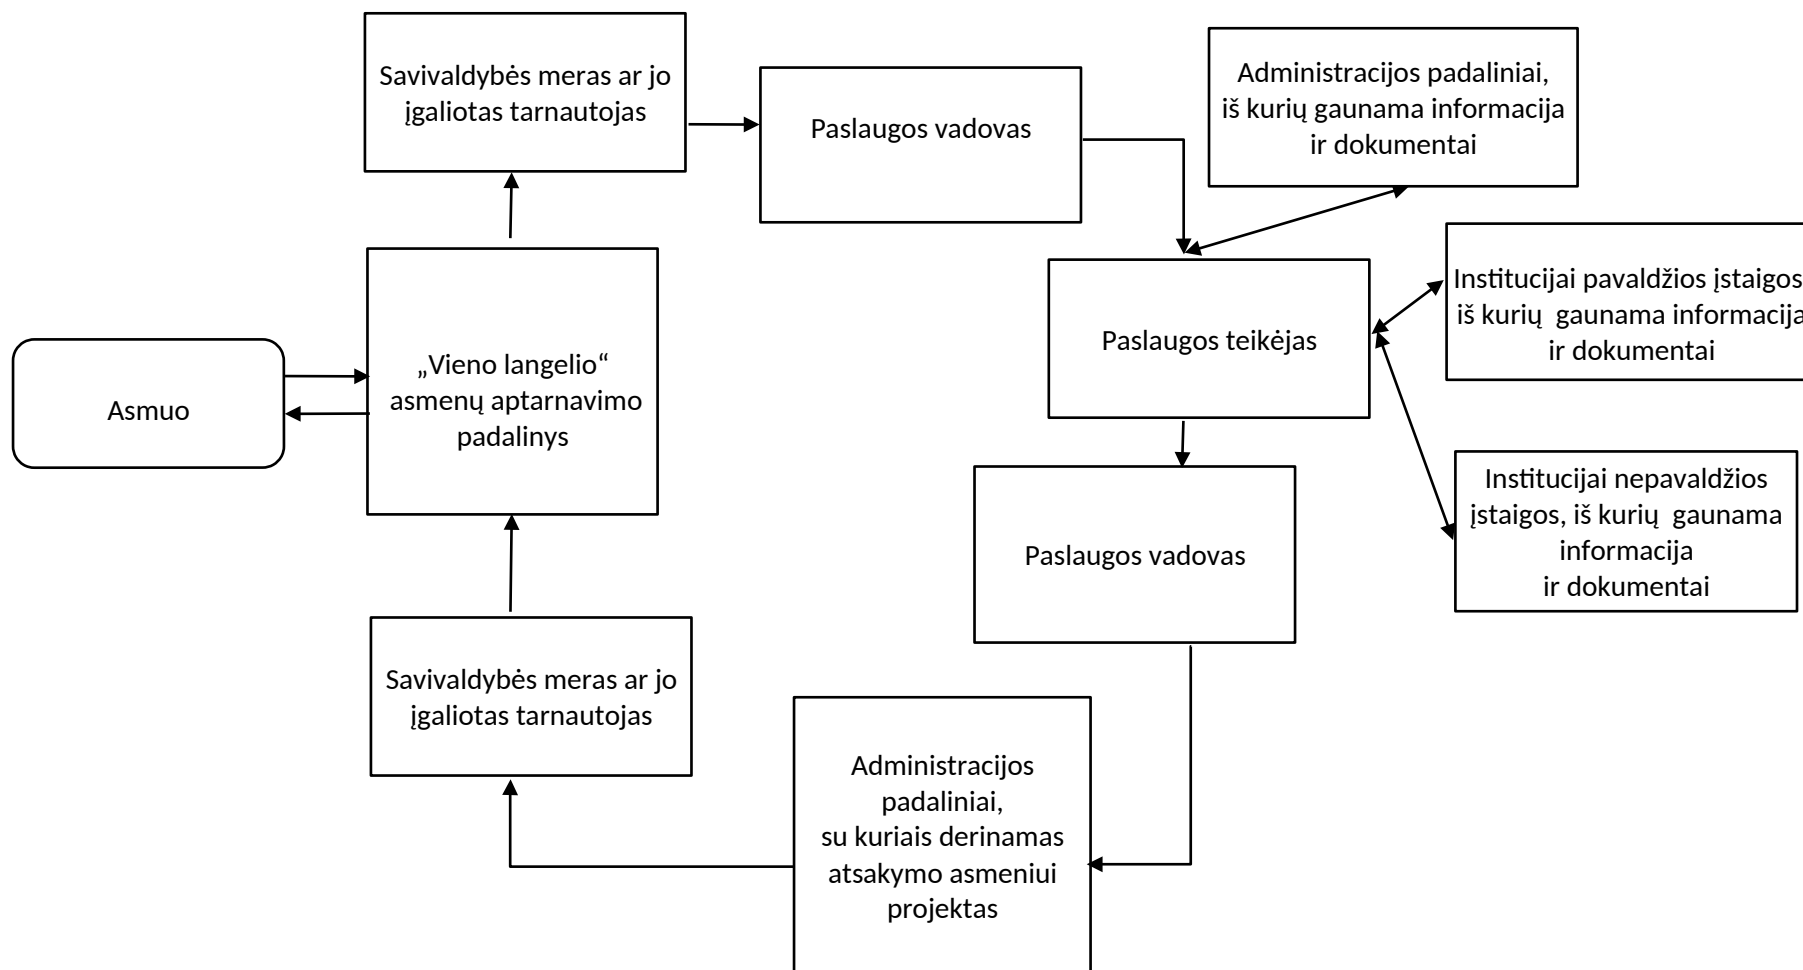 Savivaldybės meras ar jo
įgaliotas tarnautojas
Paslaugos vadovas
Administracijos padaliniai,
iš kurių gaunama informacija
ir dokumentai
Institucijai pavaldžios įstaigos
iš kurių  gaunama informacija
ir dokumentai
Paslaugos teikėjas
„Vieno langelio“
asmenų aptarnavimo
padalinys
Asmuo
Institucijai nepavaldžios
įstaigos, iš kurių  gaunama
informacija
ir dokumentai
Paslaugos vadovas
Savivaldybės meras ar jo
įgaliotas tarnautojas
Administracijos
padaliniai,
su kuriais derinamas
atsakymo asmeniui
projektas